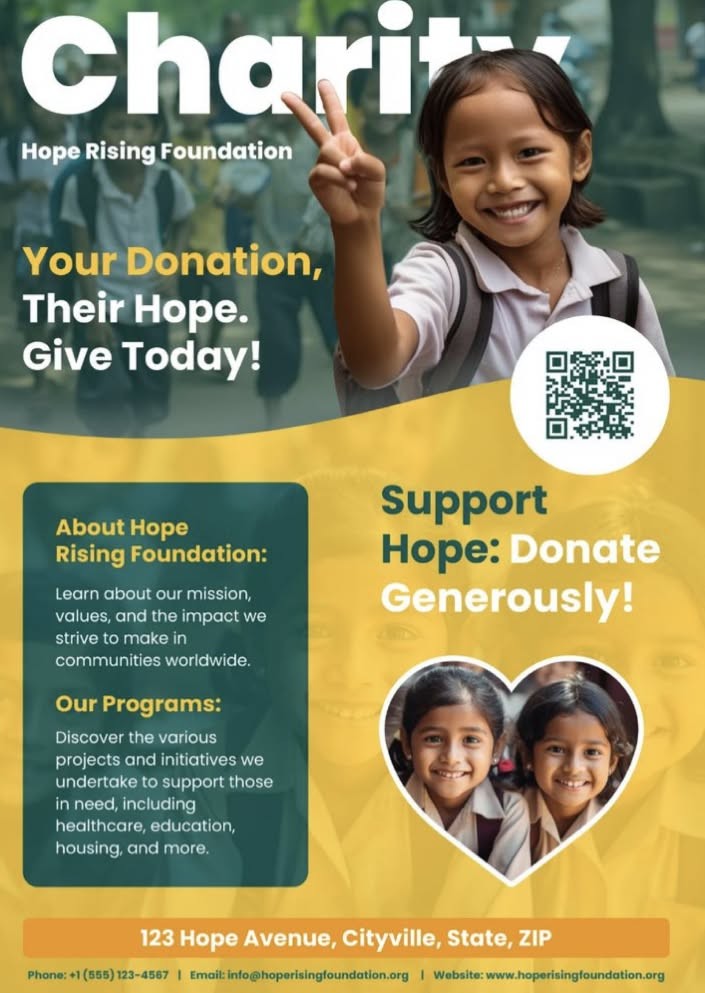 Charity
Hope Rising Foundation
Your Donation,
Their Hope.
Give Today!
About Hope
Rising Foundation:
Learn about our mission,
values, and the impact we
strive to make in
communities worldwide.
Our Programs:
Discover the various
projects and initiatives we
undertake to support those
in need, including
healthcare, education,
housing, and more.
Support
Hope: Donate
Generously!
123 Hope Avenue, Cityville, State, ZIP
Phone: +1 (555) 123-4567 | Email: info@hoperisingfoundation.org | Website: www.hoperisingfoundation.org